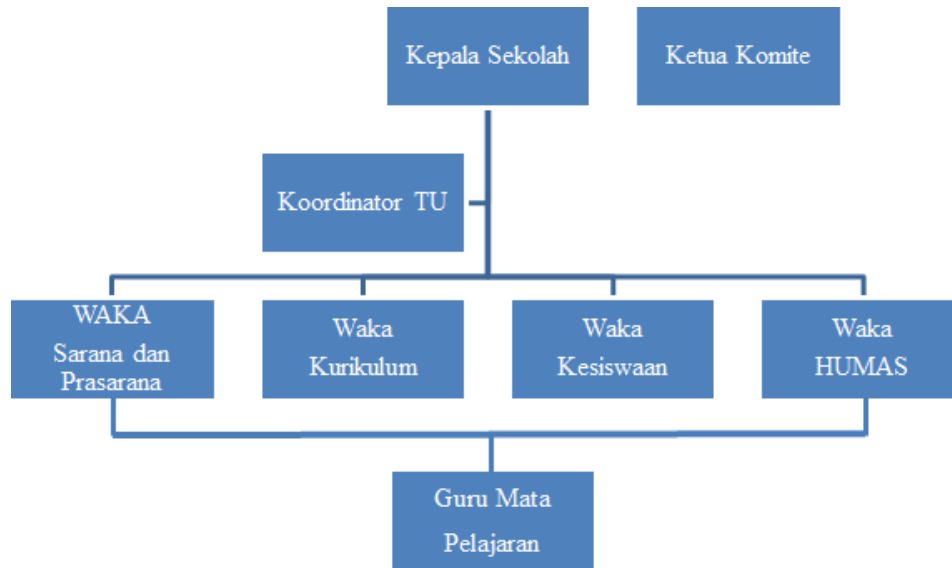 Kepala Sekolah
Ketua Komite
Koordinator TU
WAKA
Sarana dan
Prasarana
Waka
Kurikulum
Waka
Kesiswaan
Waka
HUMAS
Guru Mata
Pelajaran